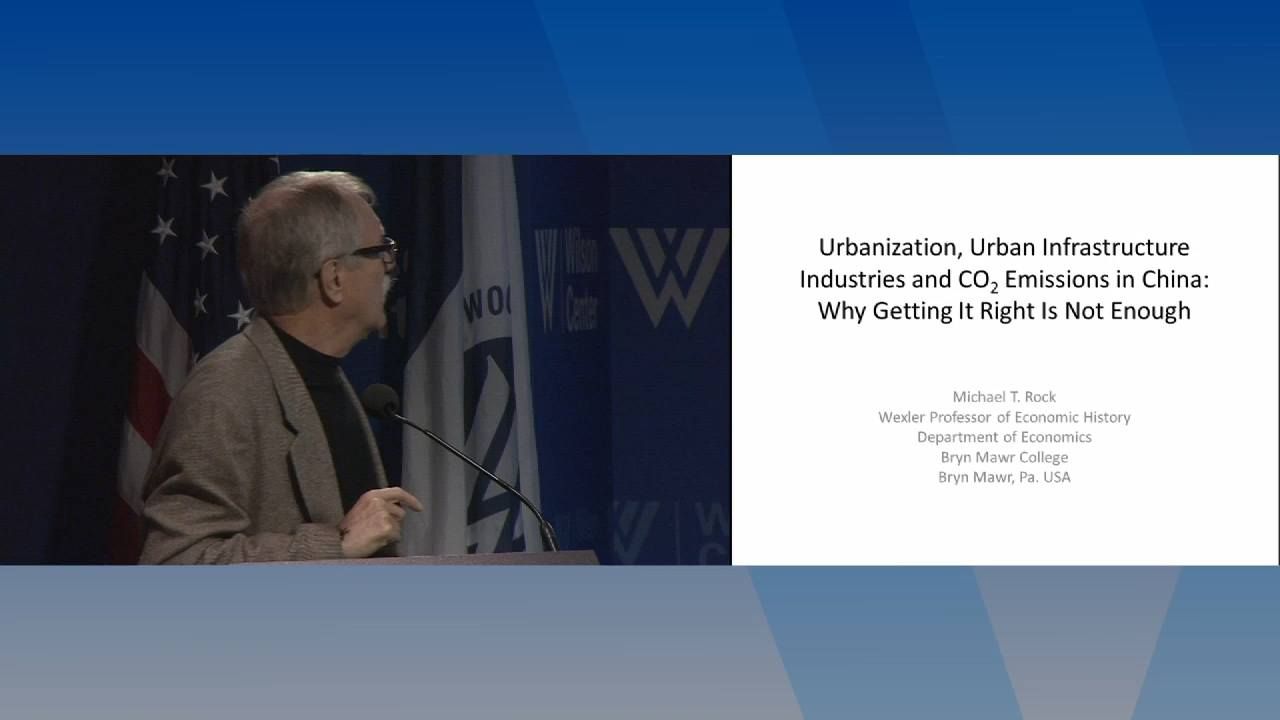 WOO
Wilson
Center
Urbanization, Urban Infrastructure
Industries and CO₂ Emissions in China:
Why Getting It Right Is Not Enough
Michael T. Rock
Wexler Professor of Economic History
Department of Economics
Bryn Mawr College
Bryn Mawr, Pa. USA